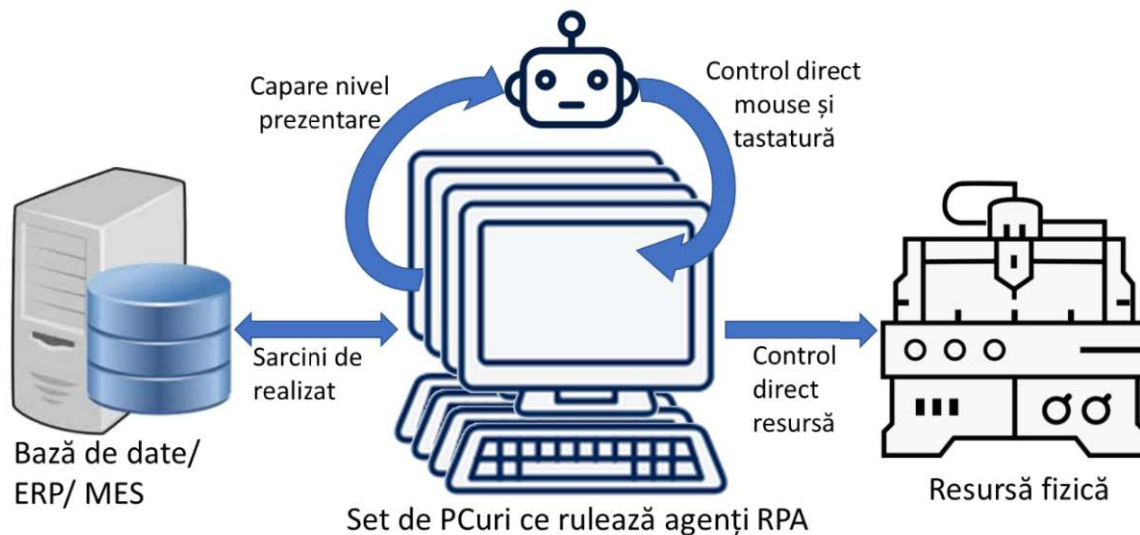 Capare nivel
prezentare
Control direct
mouse și
tastatură
Sarcini de
realizat
Control
direct
resursă
Bază de date/
ERP/ MES
Set de PCuri ce rulează agenți RPA
Resursă fizică